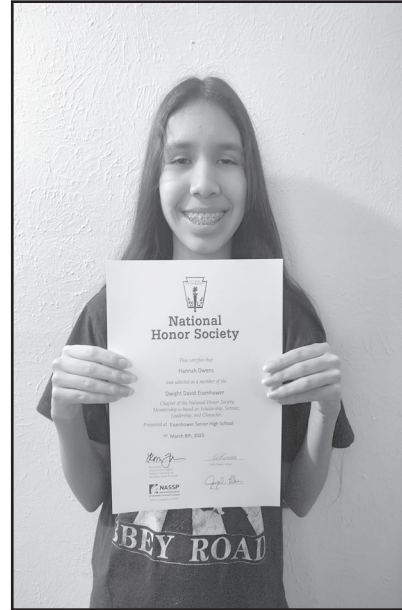 National
Honor Society
This certifies that
Hannah Owens
was selected as a member of the
Dwight David Eisenhower
Chapter of the National Honor Society.
Membership is based on Scholarship, Service,
Leadership, and Character.
Presented at Eisenhower Senior High School
on March 8th, 2023
NASSP
BBEY ROAD